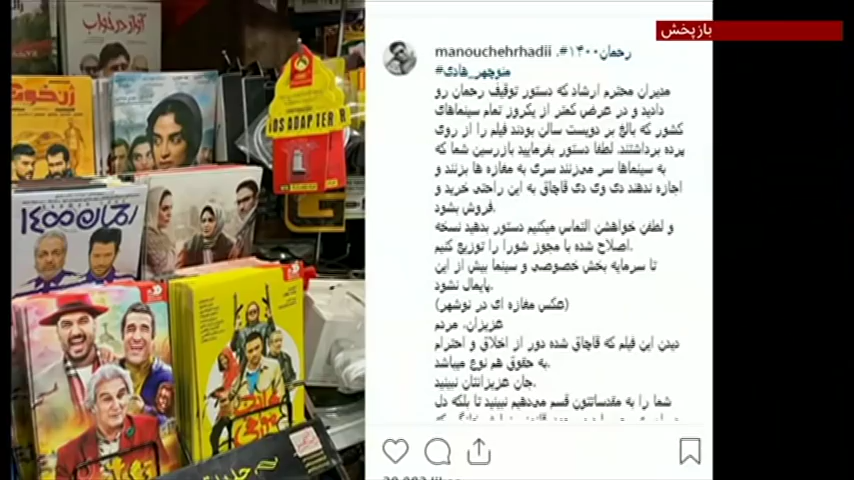 بازپخش
manouchehrhadii رحمان۱۴۰۰#.
#منوچهر_هادی
مدیران محترم ارشاد که دستور توقیف رحمان رو
دادید و در عرض کمتر از یکروز تمام سینماهای
کشور که بالغ بر دویست سالن بودند فیلم را از روی
پرده برداشتند. لطفا دستور بفرمایید بازرسین شما که
به سینماها سر می‌زنند سری به مغازه ها بزنند و
اجازه ندهند دی وی دی قاچاق به این راحتی خرید و
فروش بشود.
و لطفن خواهشن التماس میکنیم دستور بدهید نسخه
اصلاح شده با مجوز شورا را توزیع کنیم.
تا سرمایه بخش خصوصی و سینما بیش از این
پایمال نشود.
(عکس مغازه ای در نوشهر)
عزیزان، مردم
دیدن این فیلم که قاچاق شده دور از اخلاق و احترام
به حقوق هم نوع میباشد.
جان عزیزانتان نبینید.
شما را به مقدساتتون قسم می‌دهیم نبینید تا بلکه دل
آواز در خواب
ADAPTER
رحمان ۱۴۰۰